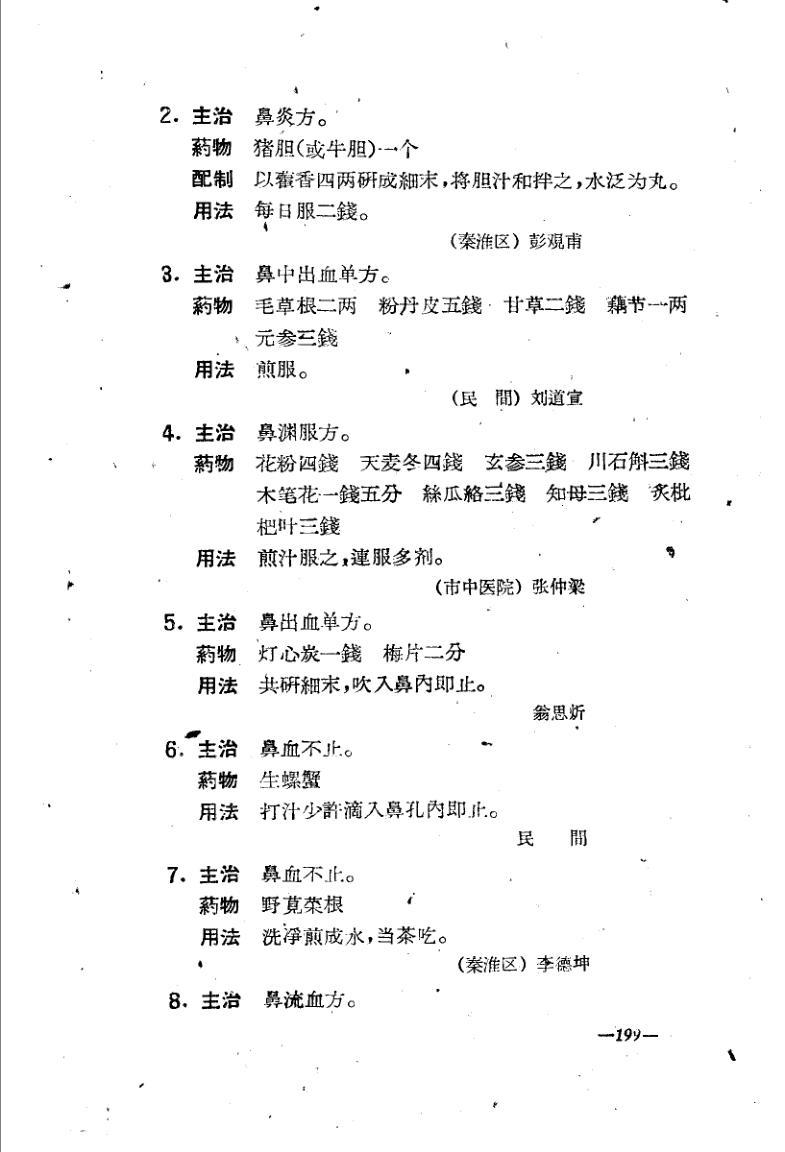 2. 主治 鼻炎方。
葯物 猪胆(或牛胆)一个
配制 以藿香四两研成細末,将胆汁和拌之,水泛为丸。
用法 每日服二錢。
(秦淮区) 彭覌甫
3. 主治 鼻中出血单方。
葯物 毛草根二两 粉丹皮五錢 甘草二錢 藕节一两
元参三錢
用法 煎服。
(民 間) 刘道宣
4. 主治 鼻渊服方。
葯物 花粉四錢 天麦冬四錢 玄参三錢 川石斛三錢
木笔花一錢五分 絲瓜絡三錢 知母三錢 炙枇
杷叶三錢
用法 煎汁服之,連服多剂。
(市中医院) 张仲梁
5. 主治 鼻出血单方。
葯物 灯心炭一錢 梅片二分
用法 共研細末,吹入鼻內即止。
翁思炘
6. 主治 鼻血不止。
葯物 生螺蟹
用法 打汁少許滴入鼻孔內即止。
民 間
7. 主治 鼻血不止。
葯物 野莧菜根
用法 洗淨煎成水,当茶吃。
(秦淮区) 李德坤
8. 主治 鼻流血方。
—199—